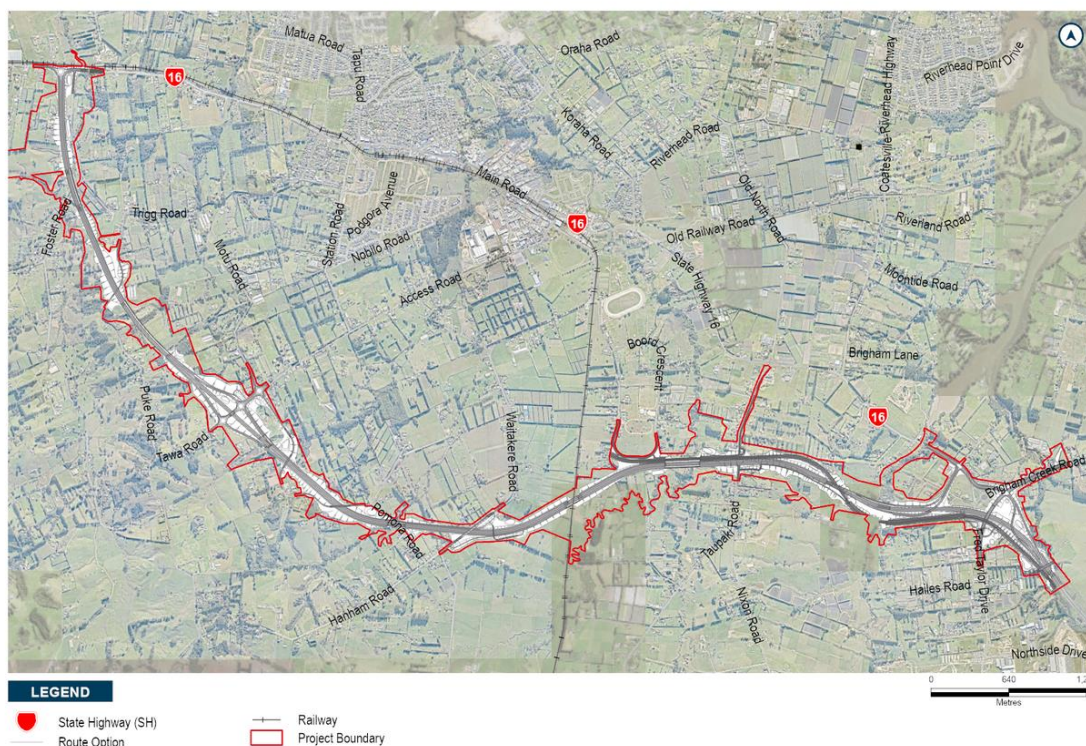 Matua Road
Tapu Road
Oraha Road
Riverhead Point Drive
Coatesville-Riverhead Highway
16
Koraha Road
Riverhead Road
Main Road
Old North Road
Trigg Road
Foster Road
Motu Road
Station Road
Posgora Avenue
Nobilo Road
Access Road
16
Old Railway Road
Riverland Road
State Highway 16
Moontide Road
Boord Crescent
Brigham Lane
Puke Road
Tawa Road
Waitakere Road
16
Brigham Creek Road
Pomona Road
Taupaki Road
Fred Taylor Drive
Hanham Road
Nixon Road
Hailes Road
Northside Drive
LEGEND
State Highway (SH)
Route Option
Railway
Project Boundary
0 640 1,2
Metres